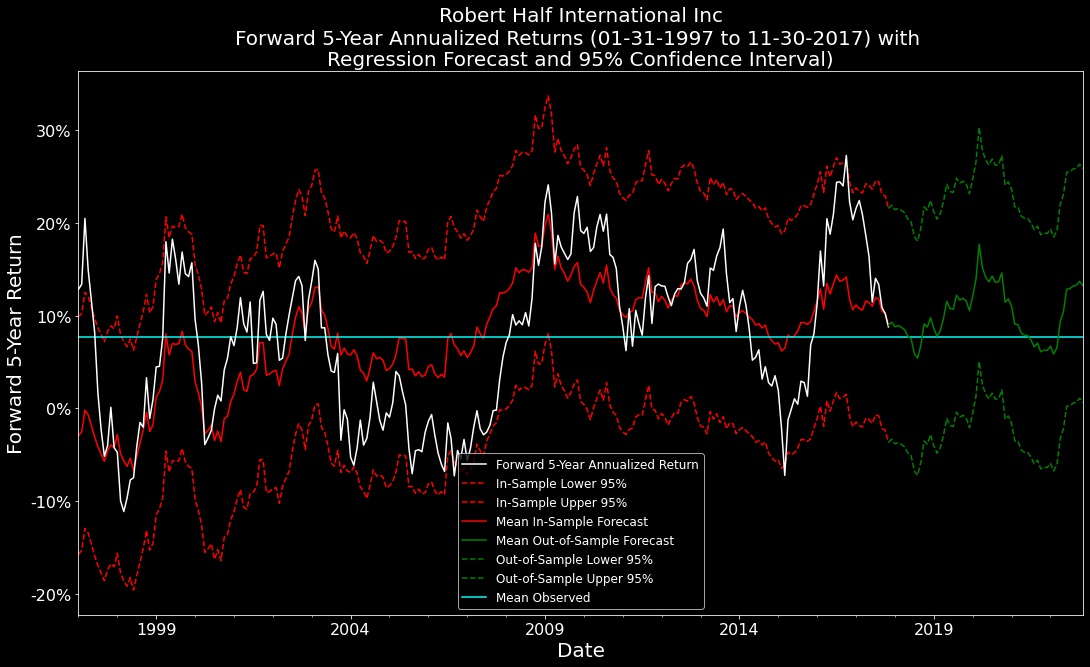 Robert Half International Inc
Forward 5-Year Annualized Returns (01-31-1997 to 11-30-2017) with
Regression Forecast and 95% Confidence Interval)
Forward 5-Year Return
30%
20%
10%
0%
-10%
-20%
Forward 5-Year Annualized Return
In-Sample Lower 95%
In-Sample Upper 95%
Mean In-Sample Forecast
Mean Out-of-Sample Forecast
Out-of-Sample Lower 95%
Out-of-Sample Upper 95%
Mean Observed
1999
2004
2009
2014
2019
Date